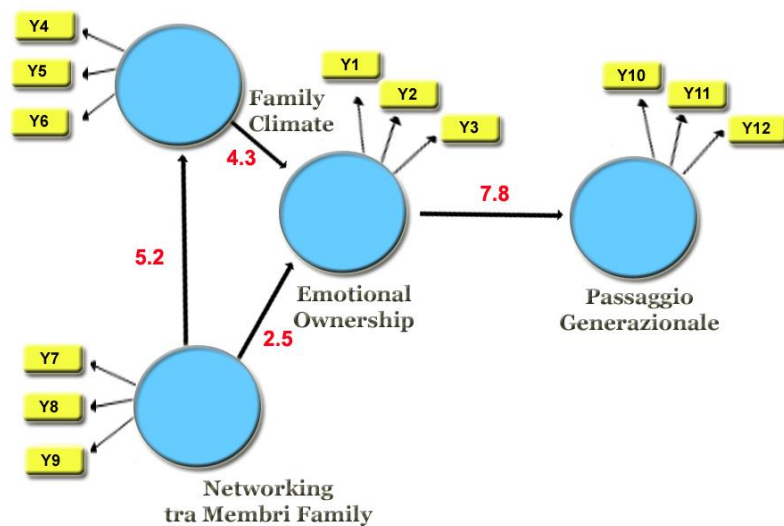 Y4
Y5
Y6
Family
Climate
Y1
Y2
Y3
Y10
Y11
Y12
4.3
7.8
5.2
2.5
Emotional
Ownership
Passaggio
Generazionale
Y7
Y8
Y9
Networking
tra Membri Family